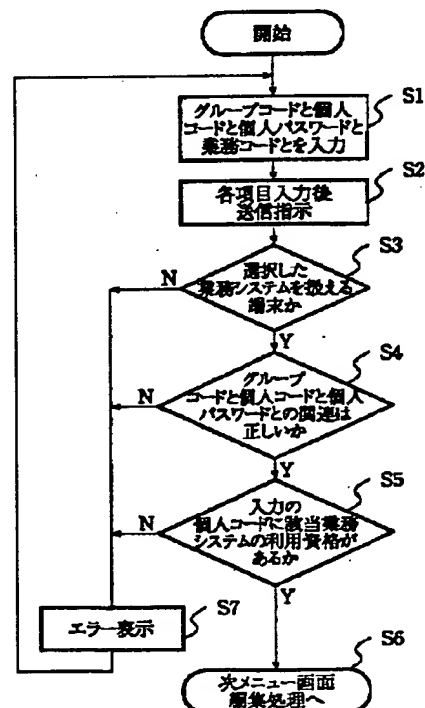 開始
S1
グループコードと個人
コードと個人パスワードと
業務コードとを入力
S2
各項目入力後
送信指示
S3
選択した
業務システムを扱える
端末か
N
Y
S4
グループ
コードと個人コードと個人
パスワードとの関連は
正しいか
N
Y
S5
入力の
個人コードに該当業務
システムの利用資格が
あるか
N
Y
S7
エラー表示
S6
次メニュー画面
編集処理へ